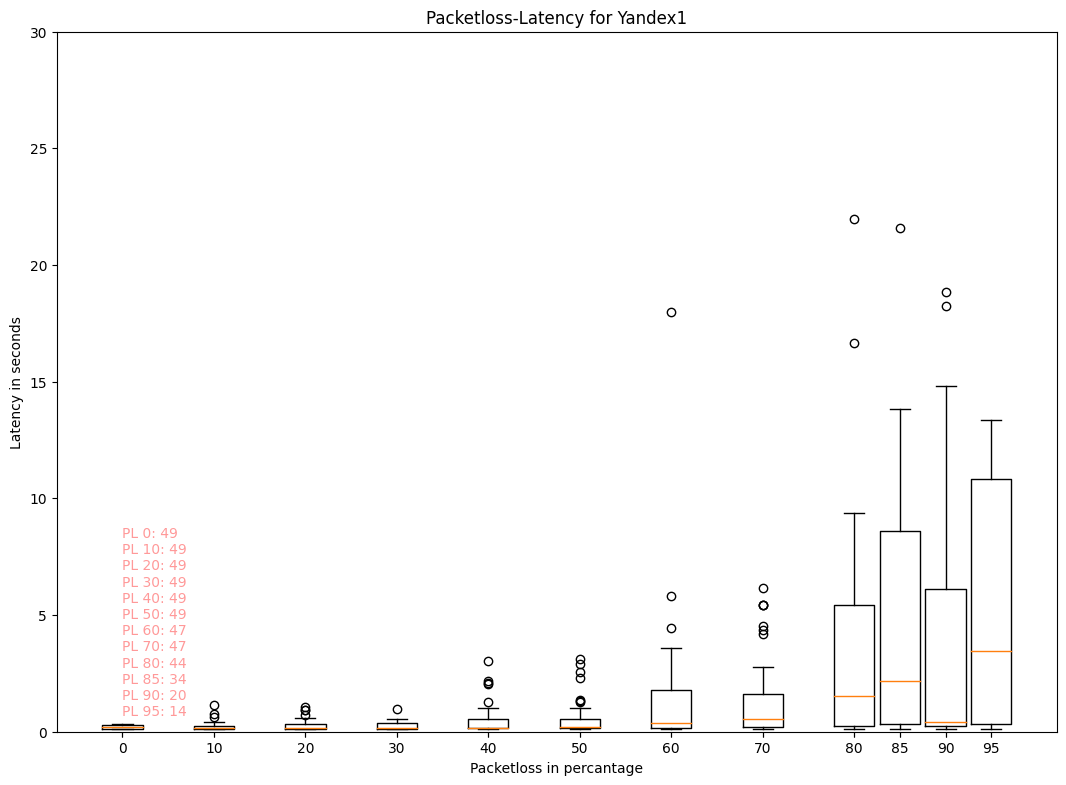 Packetloss-Latency for Yandex1
30
25
20
15
10
5
0
Latency in seconds
PL 0: 49
PL 10: 49
PL 20: 49
PL 30: 49
PL 40: 49
PL 50: 49
PL 60: 47
PL 70: 47
PL 80: 44
PL 85: 34
PL 90: 20
PL 95: 14
0 10 20 30 40 50 60 70 80 85 90 95
Packetloss in percantage